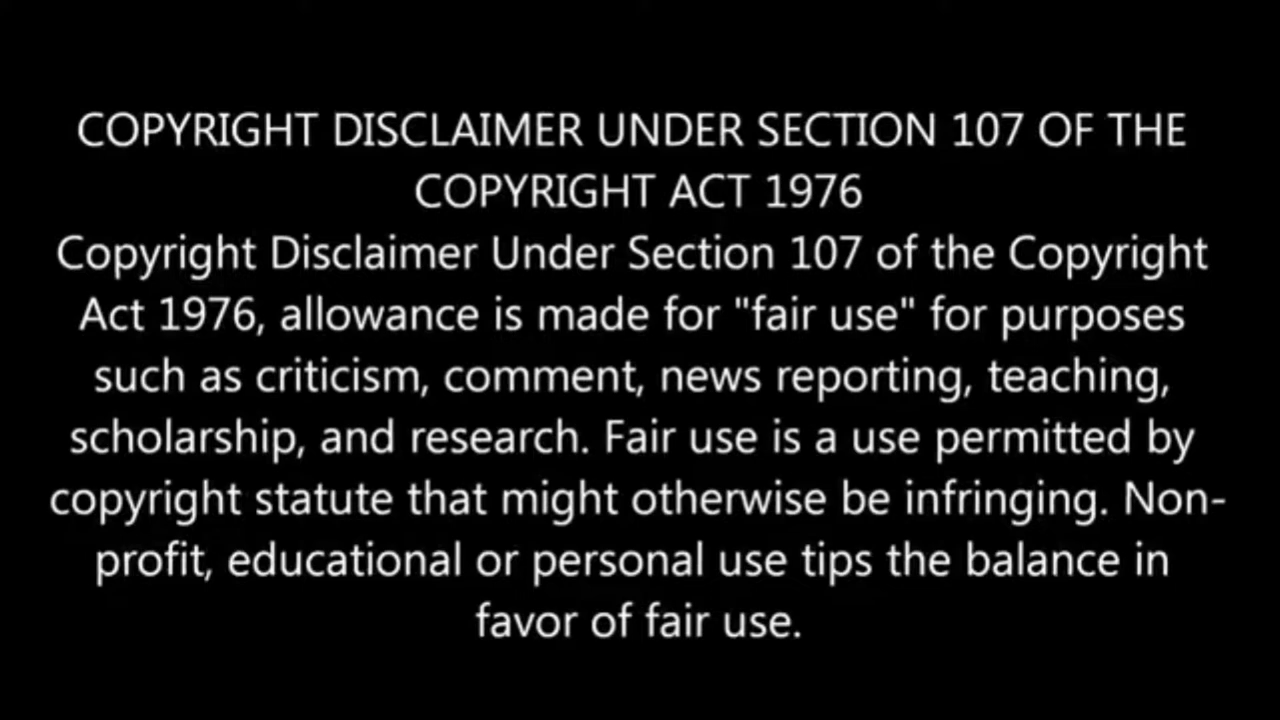 COPYRIGHT DISCLAIMER UNDER SECTION 107 OF THE
COPYRIGHT ACT 1976
Copyright Disclaimer Under Section 107 of the Copyright
Act 1976, allowance is made for "fair use" for purposes
such as criticism, comment, news reporting, teaching,
scholarship, and research. Fair use is a use permitted by
copyright statute that might otherwise be infringing. Non-
profit, educational or personal use tips the balance in
favor of fair use.